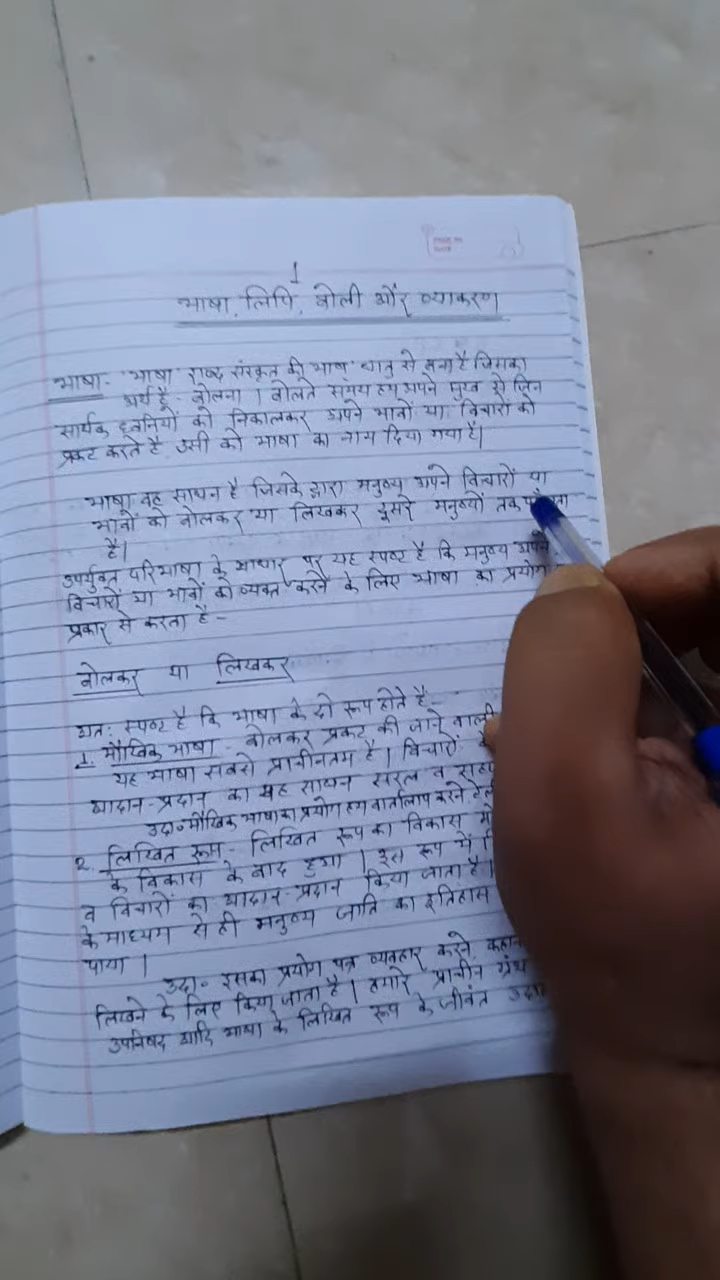 1
भाषा, लिपि, बोली और व्याकरण
भाषा- 'भाषा' शब्द संस्कृत की 'भाष' धातु से बना है जिसका
अर्थ है- बोलना। बोलते समय हम अपने मुख से जिन
सार्थक ध्वनियों को निकालकर अपने भावों या विचारों को
प्रकट करते है, उसी को भाषा का नाम दिया गया है।
भाषा वह साधन है जिसके द्वारा मनुष्य अपने विचारों या
भावों को बोलकर या लिखकर दूसरे मनुष्यों तक
है।
उपर्युक्त परिभाषा के आधार पर यह स्पष्ट है कि मनुष्य अपने
विचारों या भावों को व्यक्त करने के लिए भाषा का प्रयोग
प्रकार से करता है-
बोलकर या लिखकर
अत: स्पष्ट है कि भाषा के दो रूप होते है-
1. मौखिक भाषा - बोलकर प्रकट की जाने वाली
यह भाषा सबसे प्राचीनतम है। विचारों
आदान-प्रदान का यह साधन सरल व
उदा० मौखिक भाषा का प्रयोग हम वार्तालाप करने
2. लिखित रूप - लिखित रूप का विकास
के विकास के बाद हुआ। इस रूप में
व विचारों का आदान-प्रदान किया जाता है।
के माध्यम से ही मनुष्य जाति का इतिहास
पाया।
उदा० इसका प्रयोग पत्र व्यवहार करने,
लिखने के लिए किया जाता है। हमारे प्राचीन ग्रंथ
उपनिषद आदि भाषा के लिखित रूप के जीवंत